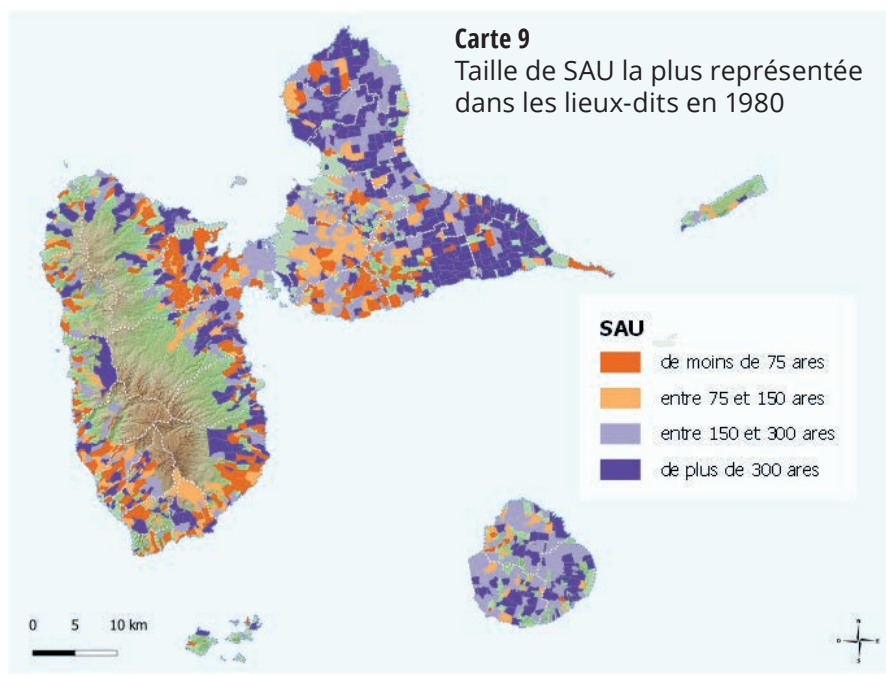 Carte 9
Taille de SAU la plus représentée
dans les lieux-dits en 1980
SAU
de moins de 75 ares
entre 75 et 150 ares
entre 150 et 300 ares
de plus de 300 ares
0 5 10 km
N
O E
S